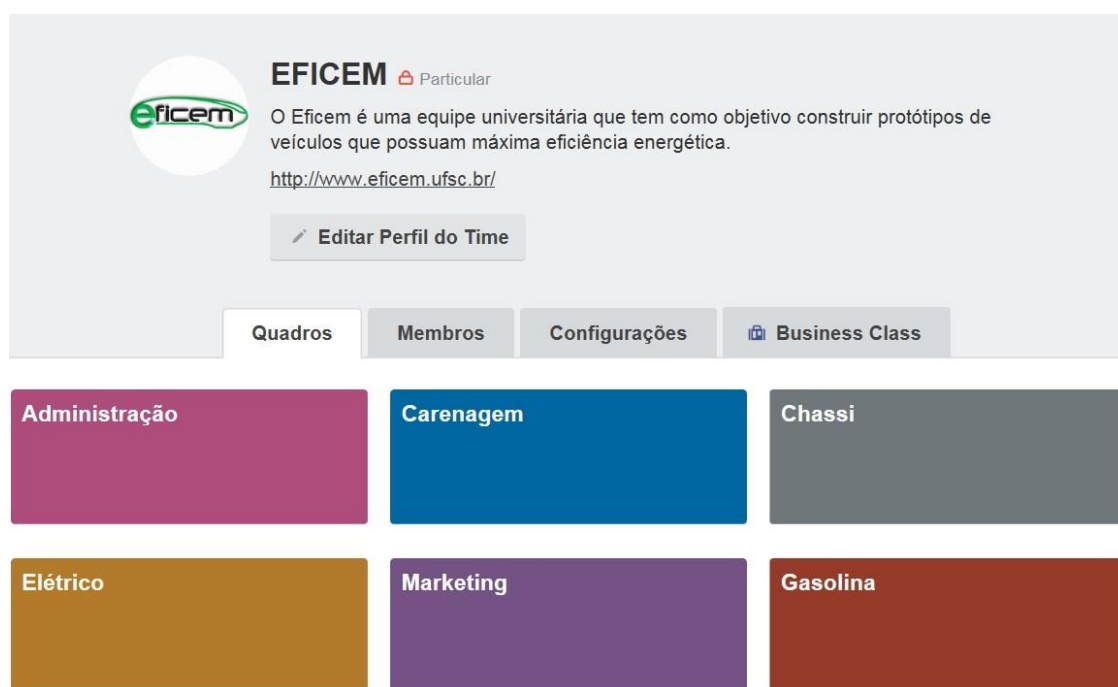 eficem
EFICEM Particular
O Eficem é uma equipe universitária que tem como objetivo construir protótipos de
veículos que possuam máxima eficiência energética.
http://www.eficem.ufsc.br/
Editar Perfil do Time
Quadros Membros Configurações Business Class
Administração Carenagem Chassi
Elétrico Marketing Gasolina